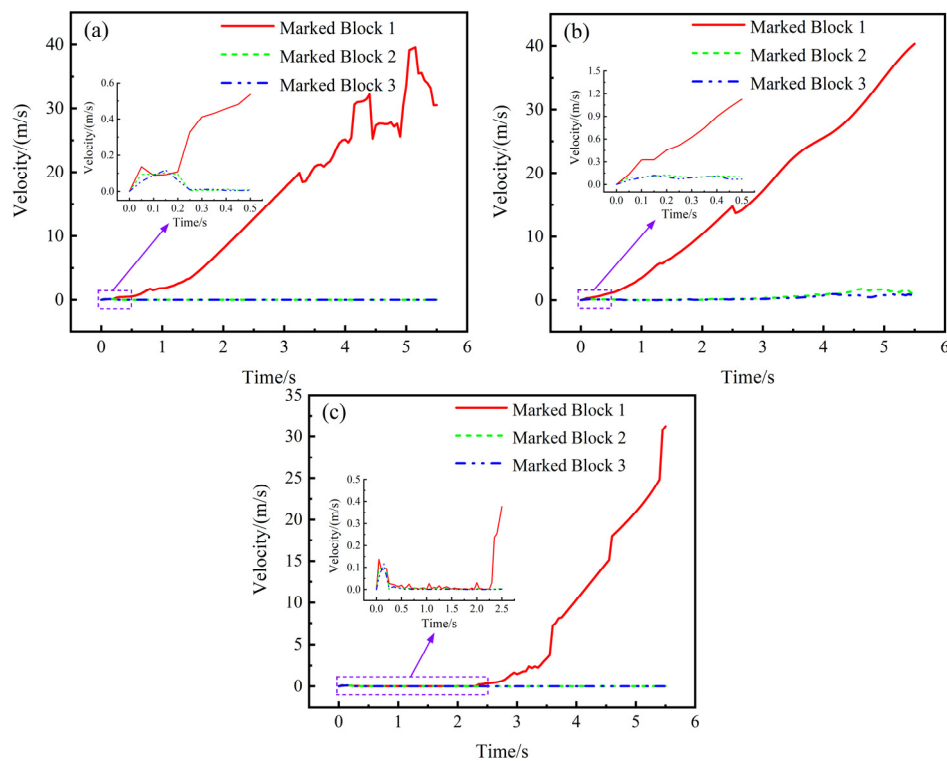 (a)
Marked Block 1
Marked Block 2
Marked Block 3
Velocity/(m/s)
40
30
20
10
0
0 1 2 3 4 5 6
Time/s
Velocity/(m/s)
0.6
0.4
0.2
0.0
0.0 0.1 0.2 0.3 0.4 0.5
Time/s
(b)
Marked Block 1
Marked Block 2
Marked Block 3
Velocity/(m/s)
40
30
20
10
0
0 1 2 3 4 5 6
Time/s
Velocity/(m/s)
1.5
1.2
0.9
0.6
0.3
0.0
0.0 0.1 0.2 0.3 0.4 0.5
Time/s
(c)
Marked Block 1
Marked Block 2
Marked Block 3
Velocity/(m/s)
35
30
25
20
15
10
5
0
0 1 2 3 4 5 6
Time/s
Velocity/(m/s)
0.5
0.4
0.3
0.2
0.1
0.0
0.0 0.5 1.0 1.5 2.0 2.5
Time/s